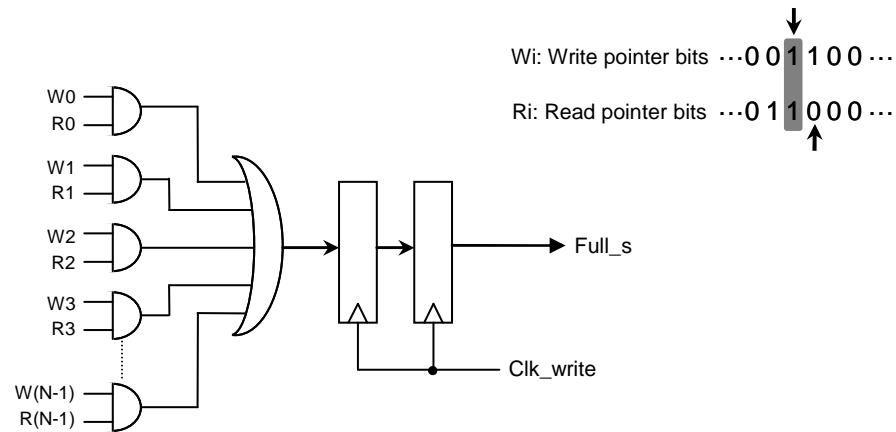 Wi: Write pointer bits ···0 0 1 1 0 0 ···
Ri: Read pointer bits ···0 1 1 0 0 0 ···
W0
R0
W1
R1
W2
R2
W3
R3
W(N-1)
R(N-1)
Full_s
Clk_write